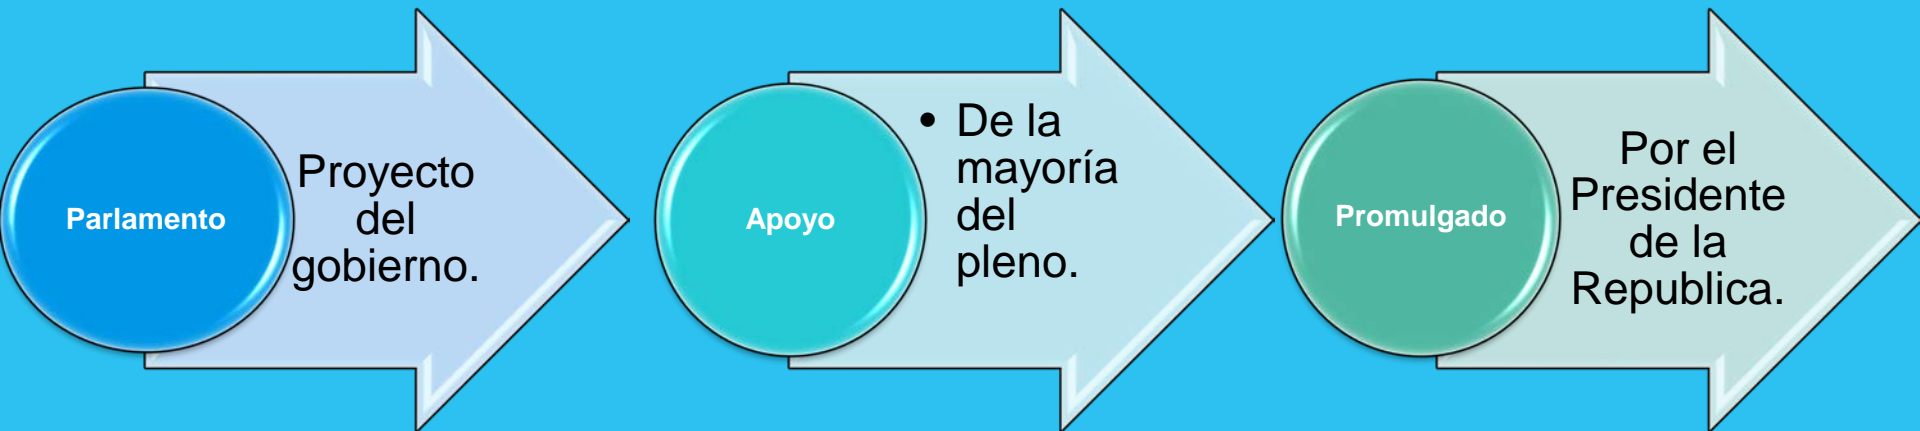 Parlamento
Proyecto
del
gobierno.
Apoyo
• De la
mayoría
del
pleno.
Promulgado
Por el
Presidente
de la
Republica.